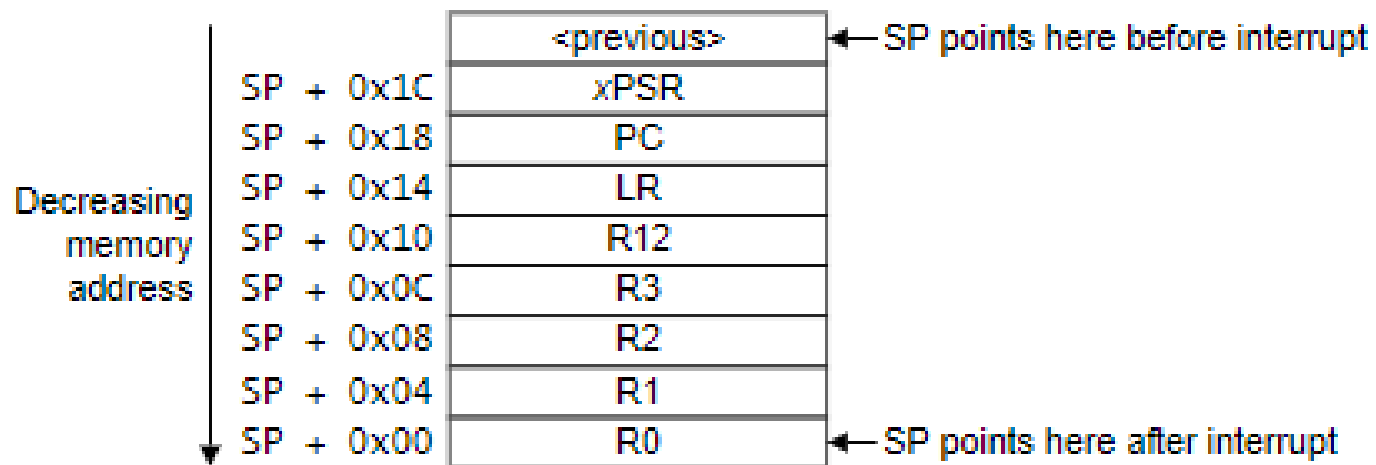 <previous> SP points here before interrupt
SP + 0x1C xPSR
SP + 0x18 PC
SP + 0x14 LR
Decreasing
SP + 0x10 R12
memory
SP + 0x0C R3
address
SP + 0x08 R2
SP + 0x04 R1
SP + 0x00 R0 SP points here after interrupt